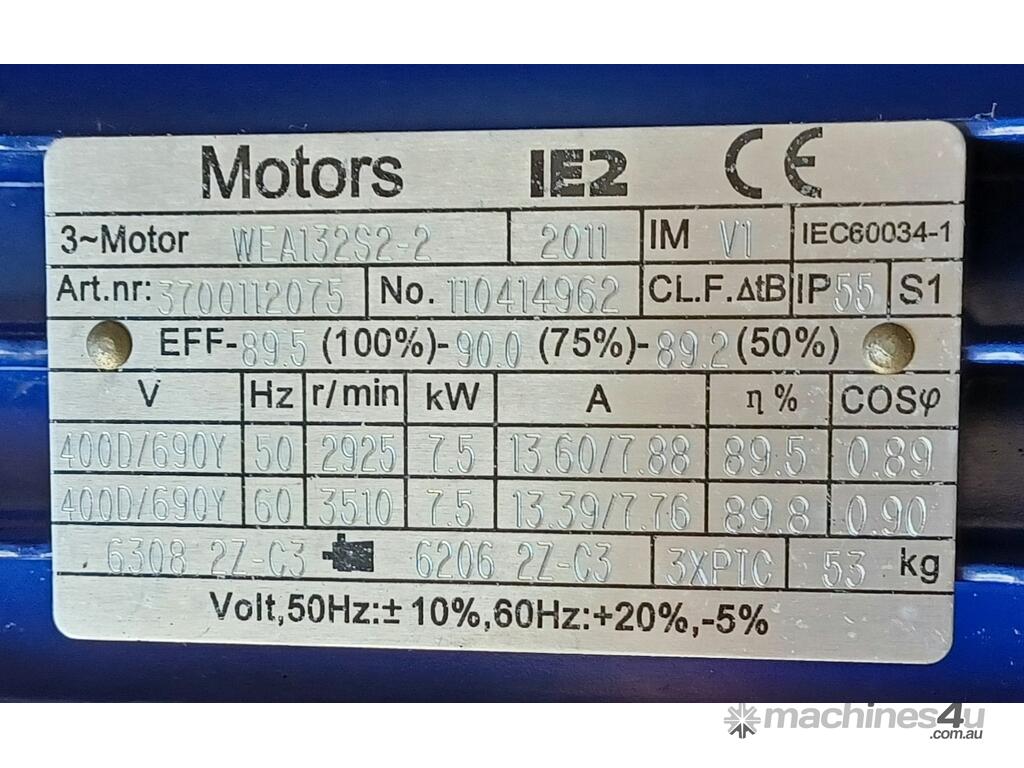 Motors IE2 CE
3~Motor WEA132S2-2 2011 IM V1 IEC60034-1
Art.nr: 3700112075 No. 110414962 CL.F.ΔtB IP55 S1
EFF-89.5 (100%)-90.0 (75%)-89.2 (50%)
V Hz r/min kW A η% COSφ
400D/690Y 50 2925 7.5 13.60/7.88 89.5 0.89
400D/690Y 60 3510 7.5 13.39/7.76 89.8 0.90
6308 2Z-C3 6206 2Z-C3 3XPTC 53 kg
Volt,50Hz:±10%,60Hz:+20%,-5%
machines4u
.com.au